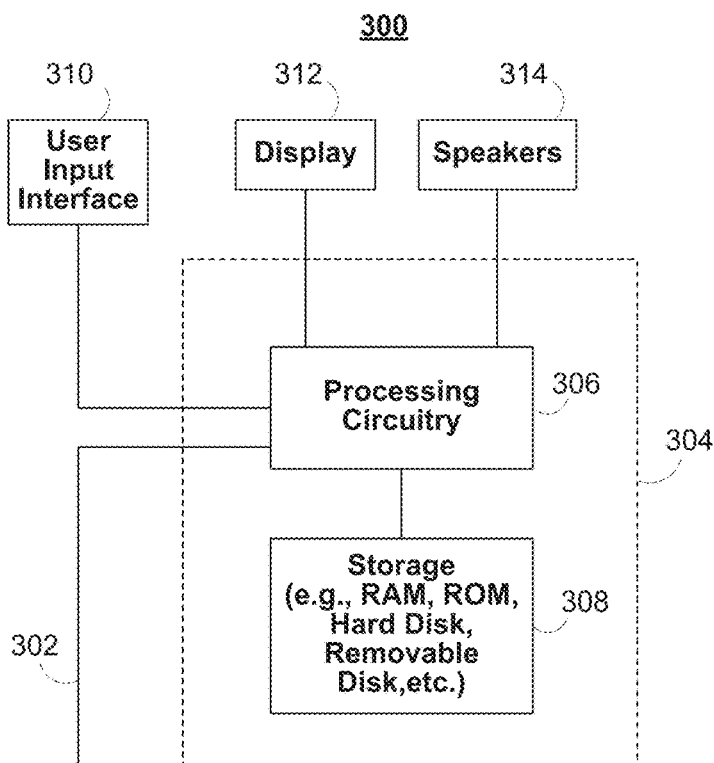 300
310
312
314
User
Input
Interface
Display
Speakers
Processing
Circuitry
306
304
Storage
(e.g., RAM, ROM,
Hard Disk,
Removable
Disk,etc.)
308
302